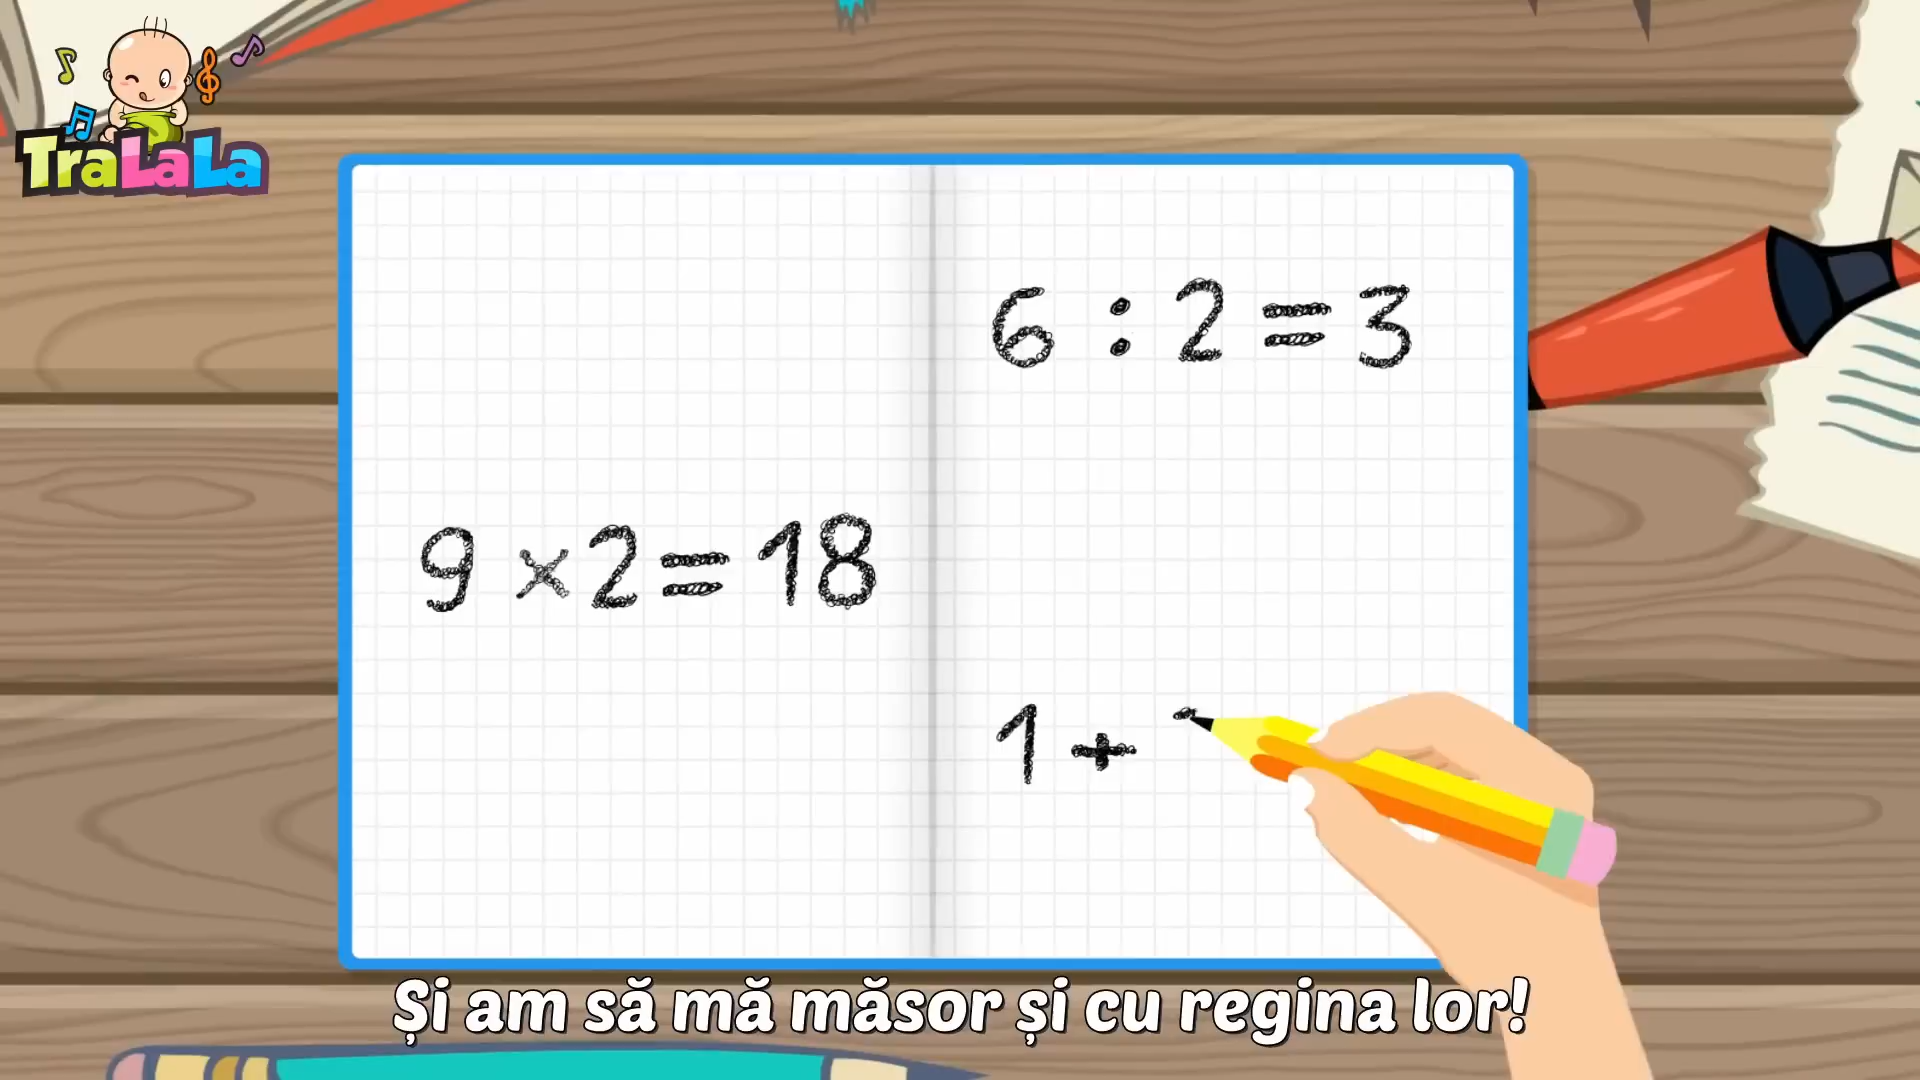 TraLaLa
9 × 2 = 18
6 : 2 = 3
1 +
Și am să mă măsor și cu regina lor!